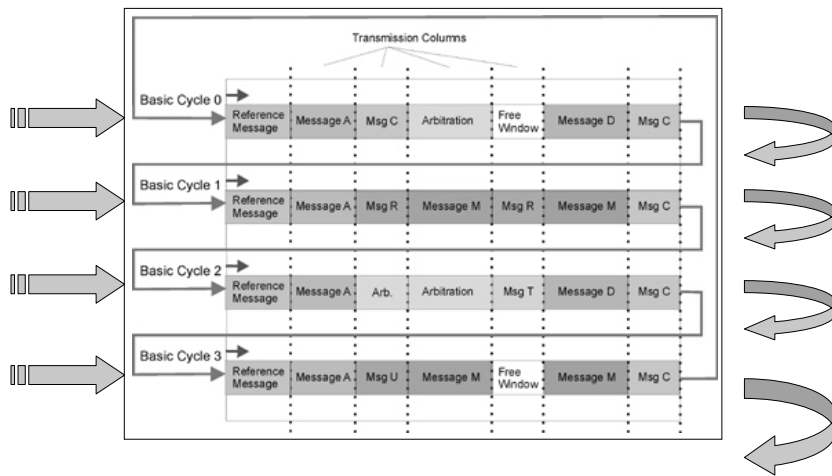 Transmission Columns
Basic Cycle 0
Reference Message A Msg C Arbitration Free Message D Msg C
Message Window
Basic Cycle 1
Reference Message A Msg R Message M Msg R Message M Msg C
Message
Basic Cycle 2
Reference Message A Arb. Arbitration Msg T Message D Msg C
Message
Basic Cycle 3
Reference Message A Msg U Message M Free Message M Msg C
Message Window